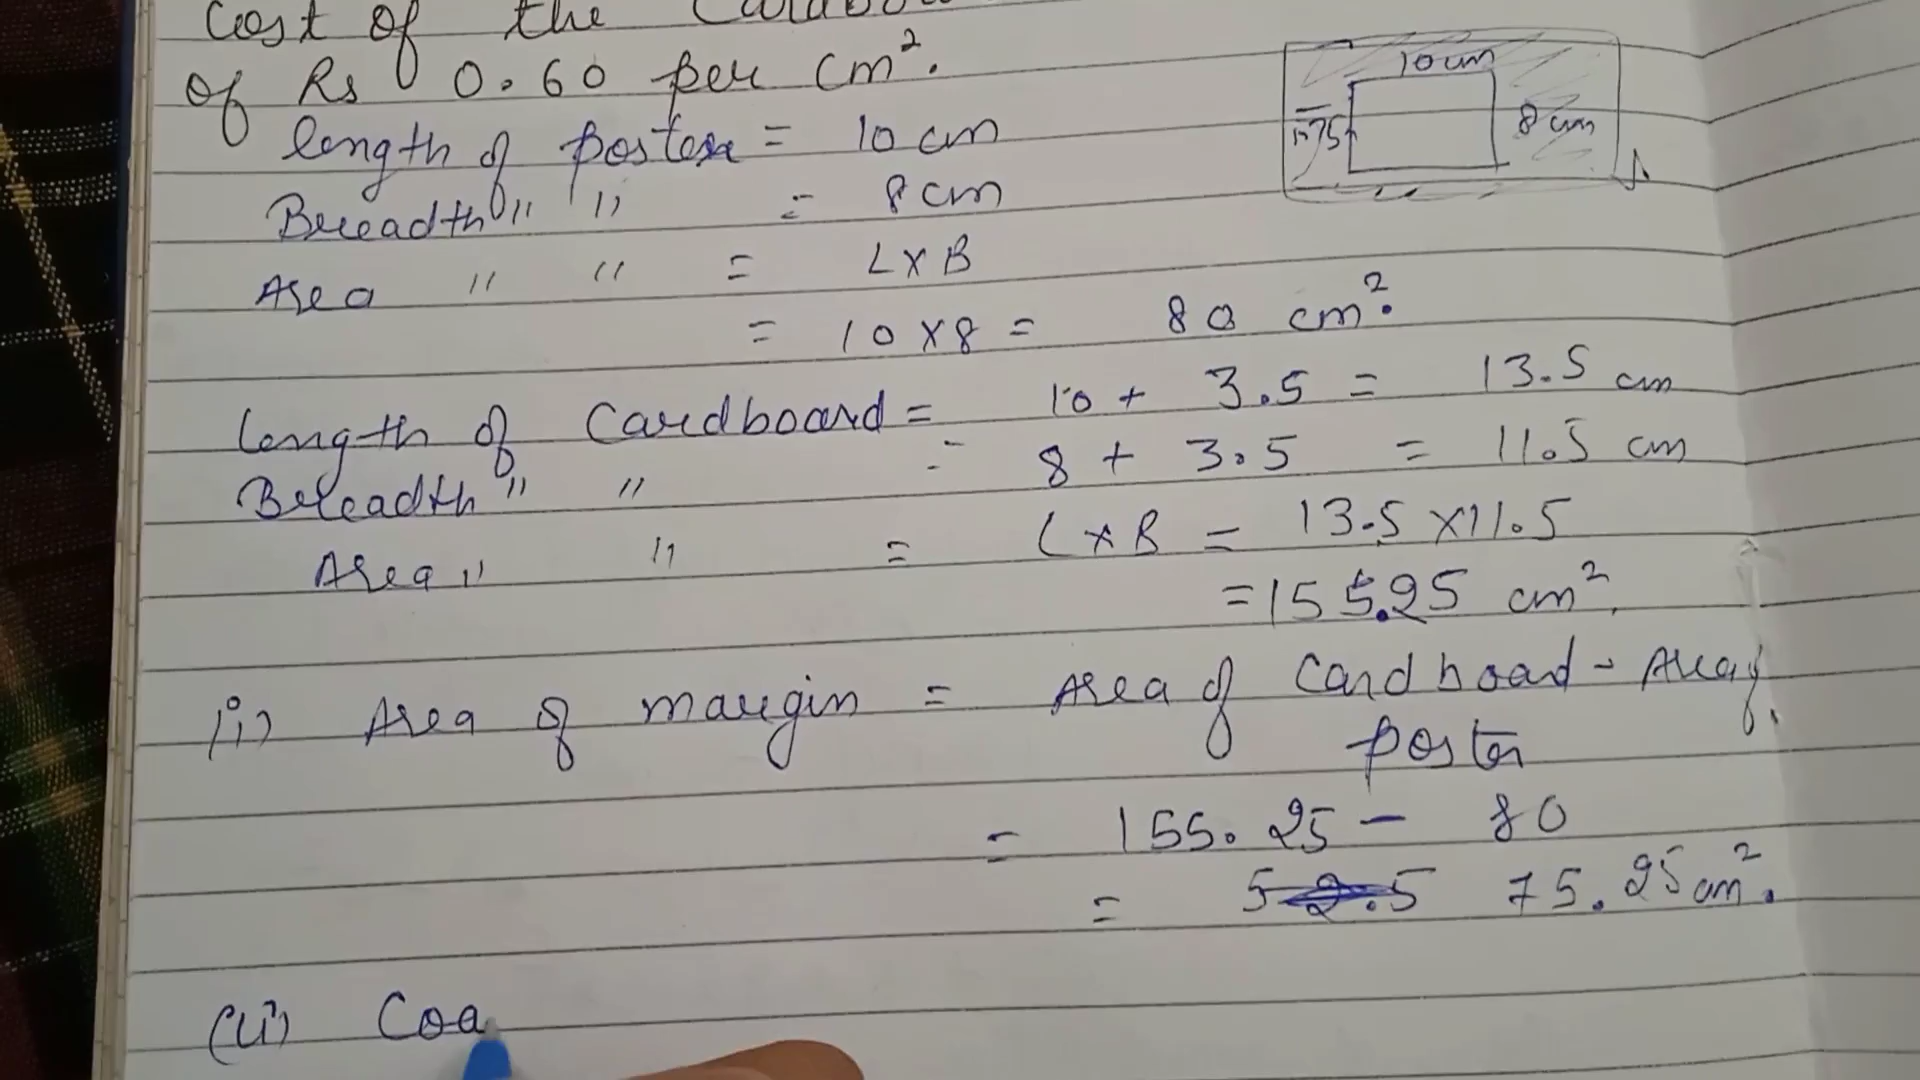 Cost of the Cardboa
of Rs 0.60 per cm².
10 cm
1.75
8 cm
length of poster = 10 cm
Breadth " " = 8 cm
Area " " = L×B
= 10×8 = 80 cm².
length of Cardboard = 10 + 3.5 = 13.5 cm
Breadth " " = 8 + 3.5 = 11.5 cm
Area " " = L×B = 13.5×11.5
= 155.25 cm².
(i) Area of margin = Area of Cardboard - Area of
poster
= 155.25 - 80
= 75.25 cm².
(ii) Coa